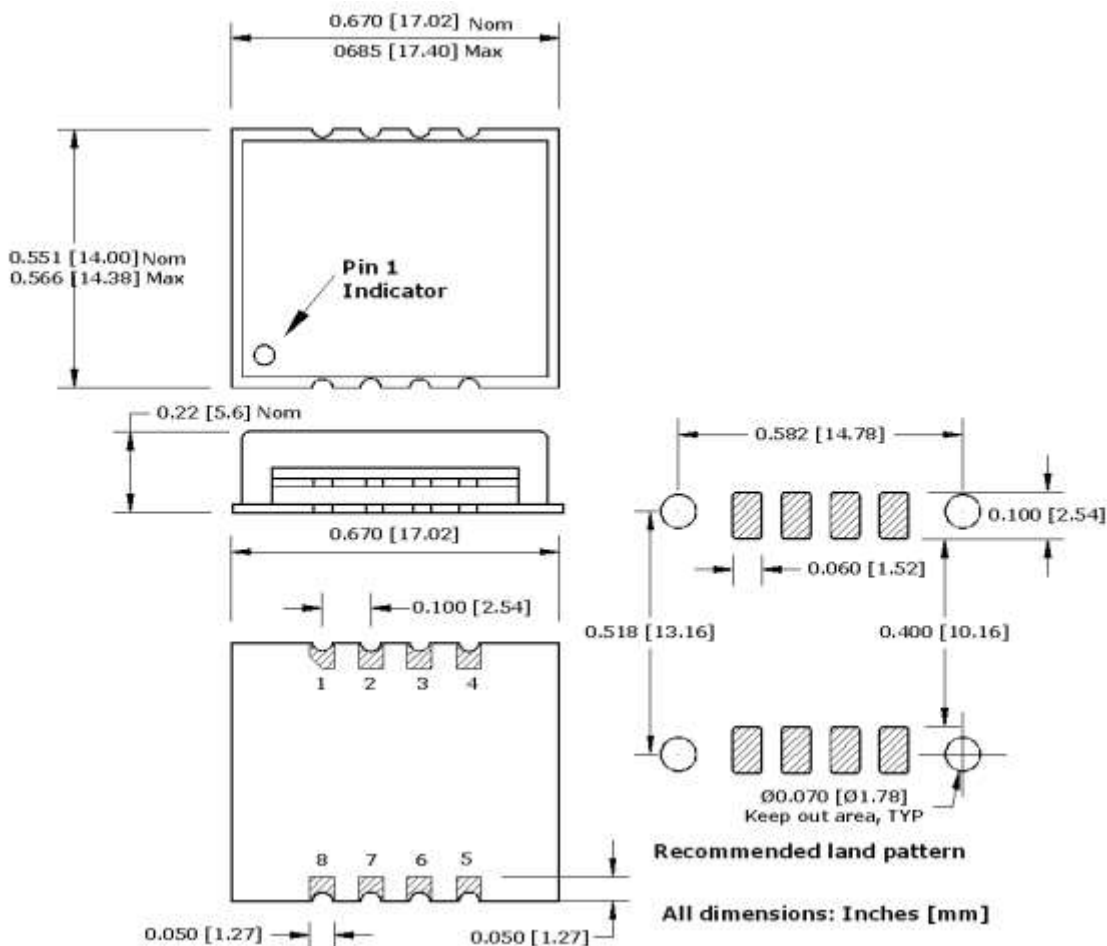 0.670 [17.02] Nom
0685 [17.40] Max
0.551 [14.00] Nom
0.566 [14.38] Max
Pin 1
Indicator
0.22 [5.6] Nom
0.670 [17.02]
0.100 [2.54]
1 2 3 4
8 7 6 5
0.050 [1.27]
0.050 [1.27]
0.582 [14.78]
0.100 [2.54]
0.060 [1.52]
0.518 [13.16]
0.400 [10.16]
Ø0.070 [Ø1.78]
Keep out area, TYP
Recommended land pattern
All dimensions: Inches [mm]